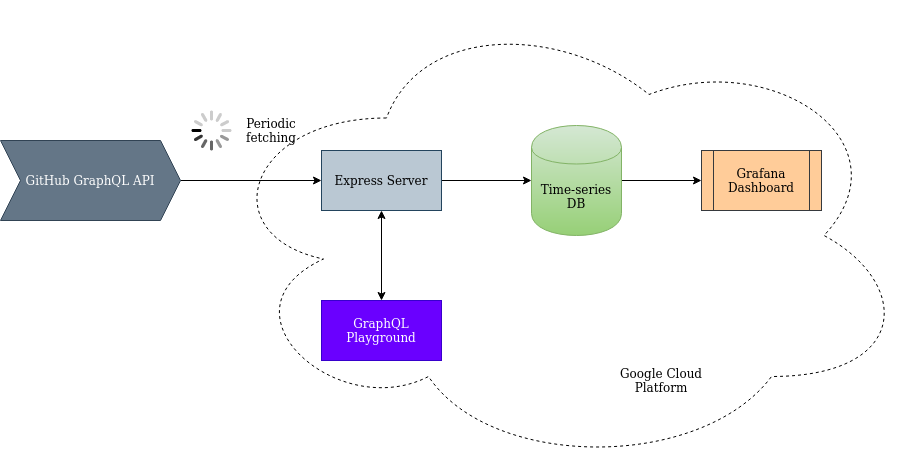 Periodic
fetching
GitHub GraphQL API
Express Server
Time-series
DB
Grafana
Dashboard
GraphQL
Playground
Google Cloud
Platform